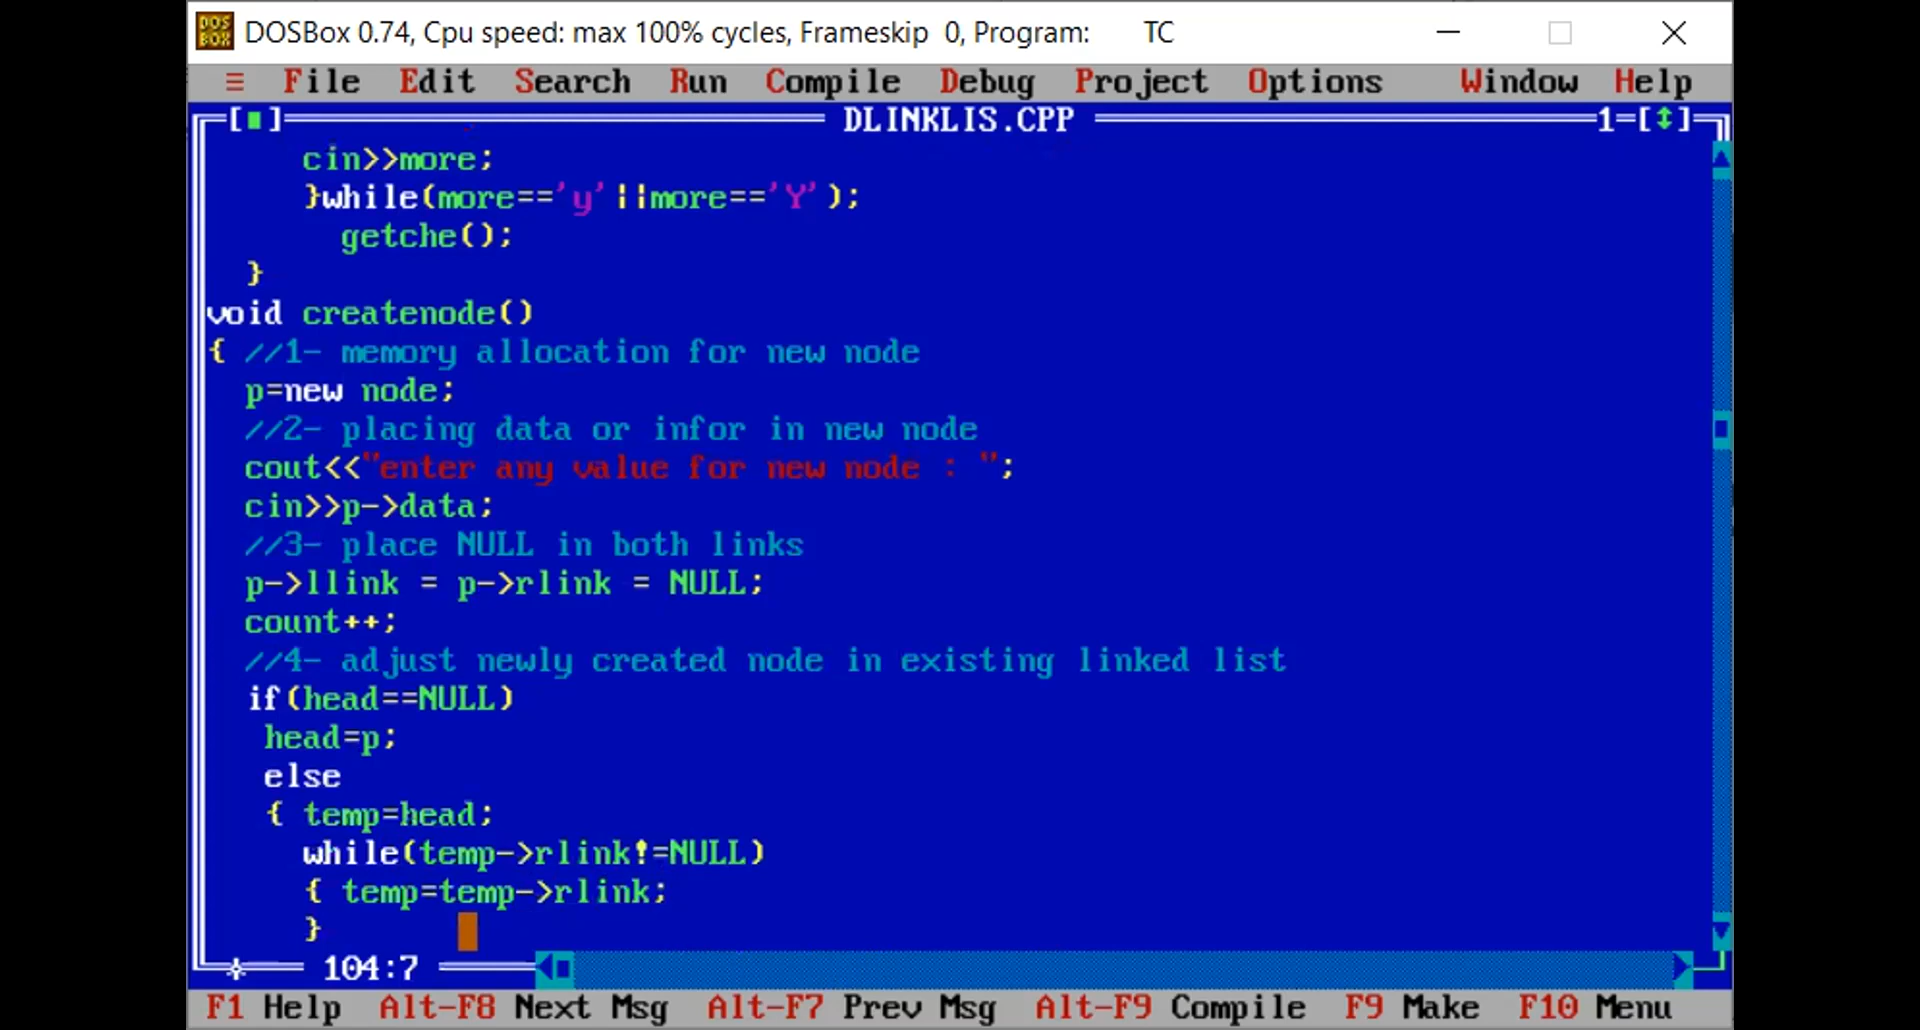 DOSBox 0.74, Cpu speed: max 100% cycles, Frameskip 0, Program: TC
≡ File Edit Search Run Compile Debug Project Options Window Help
[■] DLINKLIS.CPP 1=[↕]
cin>>more;
}while(more=='y'||more=='Y');
getche();
}
void createnode()
{ //1- memory allocation for new node
p=new node;
//2- placing data or infor in new node
cout<<"enter any value for new node : ";
cin>>p->data;
//3- place NULL in both links
p->llink = p->rlink = NULL;
count++;
//4- adjust newly created node in existing linked list
if(head==NULL)
head=p;
else
{ temp=head;
while(temp->rlink!=NULL)
{ temp=temp->rlink;
}
104:7
F1 Help Alt-F8 Next Msg Alt-F7 Prev Msg Alt-F9 Compile F9 Make F10 Menu